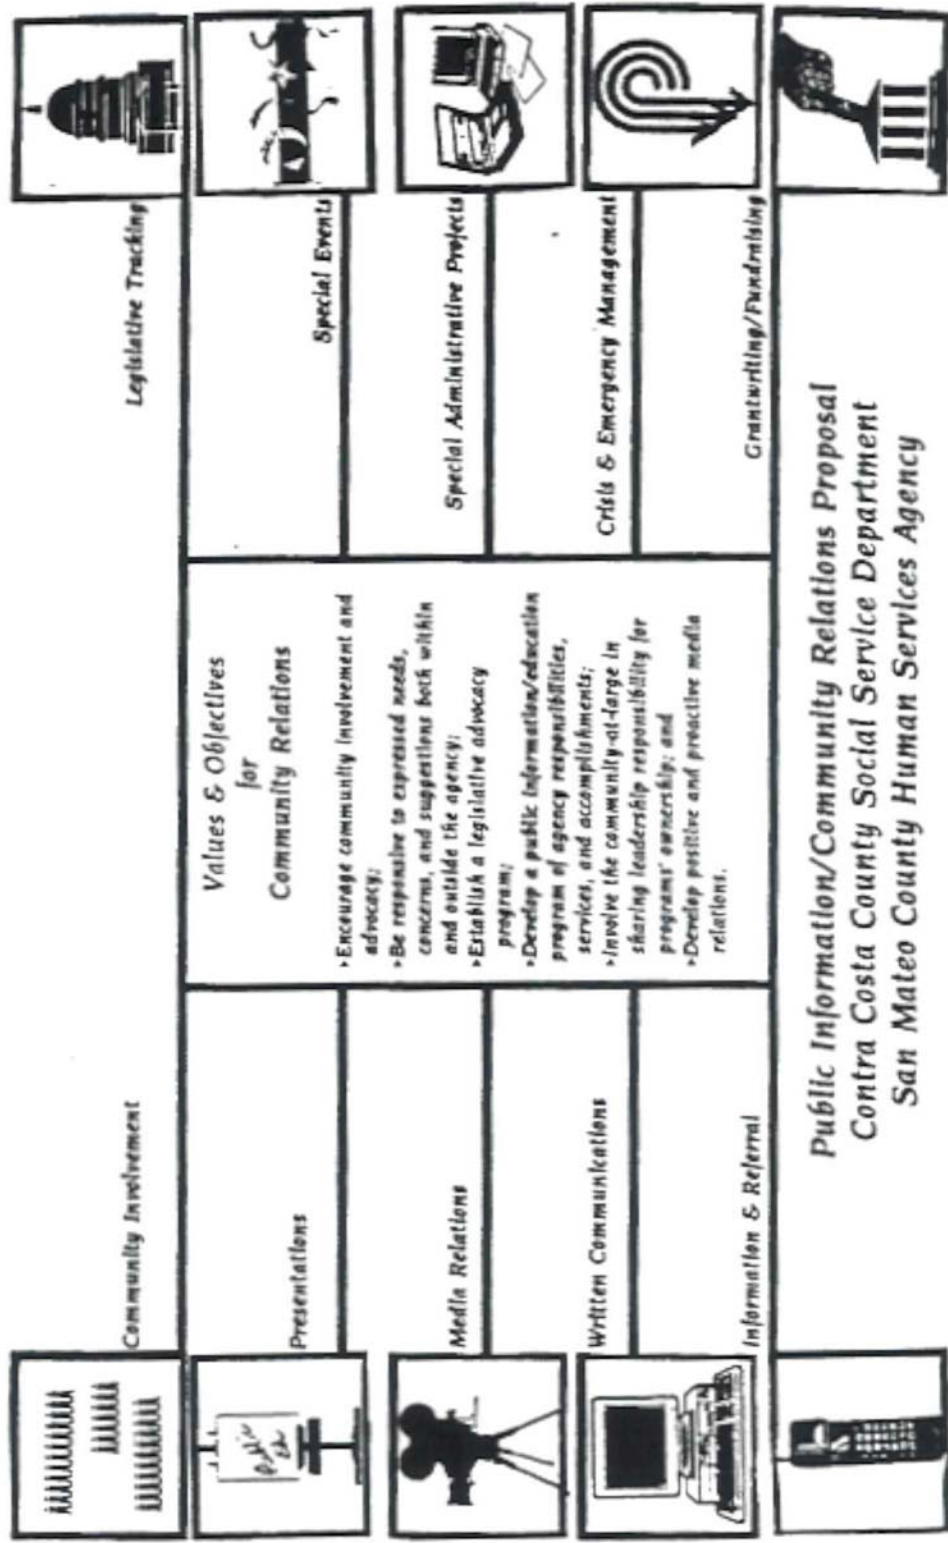 Community Involvement
Legislative Tracking
Presentations
Special Events
Media Relations
Special Administrative Projects
Written Communications
Crisis & Emergency Management
Information & Referral
Grantwriting/Fundraising
Values & Objectives
for
Community Relations
▸Encourage community involvement and
advocacy;
▸Be responsive to expressed needs,
concerns, and suggestions both within
and outside the agency;
▸Establish a legislative advocacy
program;
▸Develop a public information/education
program of agency responsibilities,
services, and accomplishments;
▸Involve the community-at-large in
sharing leadership responsibility for
programs' ownership; and
▸Develop positive and proactive media
relations.
Public Information/Community Relations Proposal
Contra Costa County Social Service Department
San Mateo County Human Services Agency